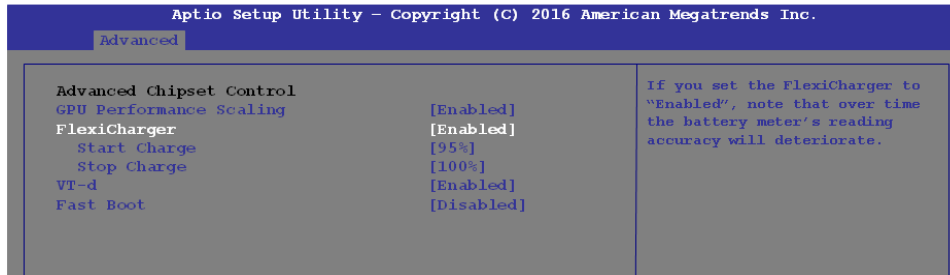 Aptio Setup Utility – Copyright (C) 2016 American Megatrends Inc.
Advanced
Advanced Chipset Control
GPU Performance Scaling [Enabled]
FlexiCharger [Enabled]
Start Charge [95%]
Stop Charge [100%]
VT-d [Enabled]
Fast Boot [Disabled]
If you set the FlexiCharger to
“Enabled”, note that over time
the battery meter’s reading
accuracy will deteriorate.